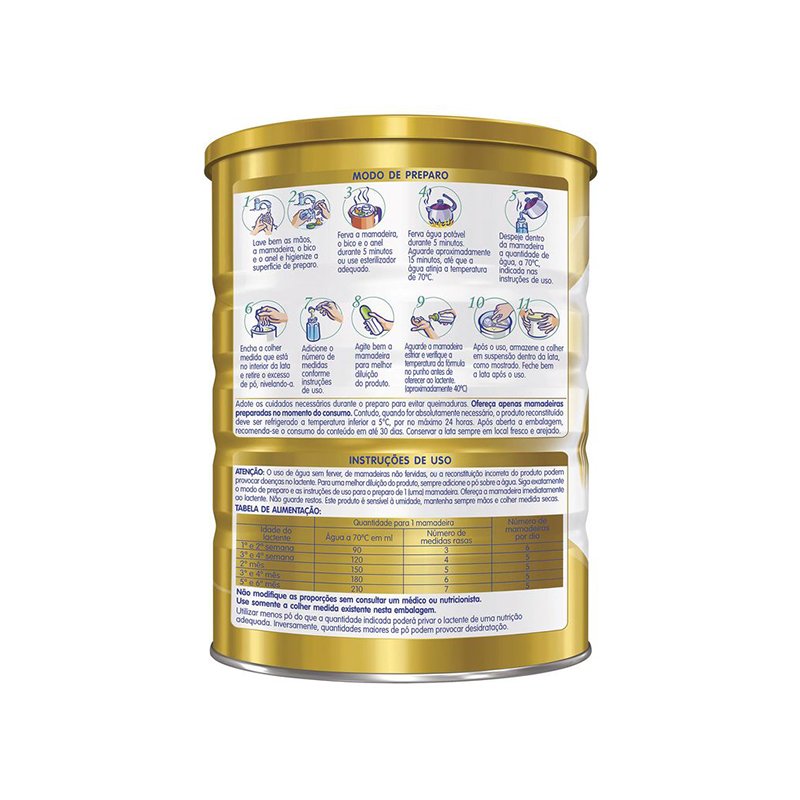 MODO DE PREPARO
1 2 3 4 5
Lave bem as mãos,
a mamadeira, o bico
e o anel e higienize a
superfície de preparo.
Ferva a mamadeira,
o bico e o anel
durante 5 minutos
ou use esterilizador
adequado.
Ferva água potável
durante 5 minutos.
Aguarde aproximadamente
15 minutos, até que a
água atinja a temperatura
de 70ºC.
Despeje dentro
da mamadeira
a quantidade de
água, a 70ºC,
indicada nas
instruções de uso.
6 7 8 9 10 11
Encha a colher
medida que está
no interior da lata
e retire o excesso
de pó, nivelando-a.
Adicione o
número de
medidas
conforme
instruções
de uso.
Agite bem a
mamadeira
para melhor
diluição
do produto.
Aguarde a mamadeira
esfriar e verifique a
temperatura da fórmula
no punho antes de
oferecer ao lactente.
(aproximadamente 40ºC)
Após o uso, armazene a colher
em suspensão dentro da lata,
como mostrado. Feche bem
a lata após o uso.
Adote os cuidados necessários durante o preparo para evitar queimaduras. Ofereça apenas mamadeiras
preparadas no momento do consumo. Contudo, quando for absolutamente necessário, o produto reconstituído
deve ser refrigerado a temperatura inferior a 5ºC, por no máximo 24 horas. Após aberta a embalagem,
recomenda-se o consumo do conteúdo em até 30 dias. Conservar a lata sempre em local fresco e arejado.
INSTRUÇÕES DE USO
ATENÇÃO: O uso de água sem ferver, de mamadeiras não fervidas, ou a reconstituição incorreta do produto podem
provocar doenças no lactente. Para uma melhor diluição do produto, sempre adicione o pó sobre a água. Siga exatamente
o modo de preparo e as instruções de uso para o preparo de 1 (uma) mamadeira. Ofereça a mamadeira imediatamente
ao lactente. Não guarde restos. Este produto é sensível à umidade, mantenha sempre mãos e colher medida secas.
TABELA DE ALIMENTAÇÃO:
Idade do lactente Quantidade para 1 mamadeira Número de mamadeiras por dia
Água a 70ºC em ml Número de medidas rasas
1ª e 2ª semana 90 3 6
3ª e 4ª semana 120 4 5
2º mês 150 5 5
3º e 4º mês 180 6 5
5º e 6º mês 210 7 5
Não modifique as proporções sem consultar um médico ou nutricionista.
Use somente a colher medida existente nesta embalagem.
Utilizar menos pó do que a quantidade indicada poderá privar o lactente de uma nutrição
adequada. Inversamente, quantidades maiores de pó podem provocar desidratação.